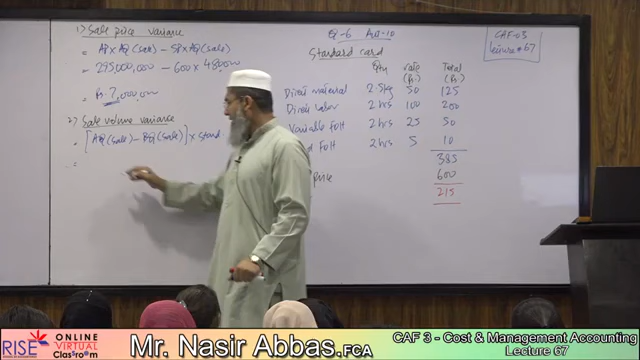 1) Sale price variance
= AP x AQ (sale) - SP x AQ (sale)
= 295,000,000 - 600 x 480,000
= Rs. 7,000,000
2) Sale volume variance
= [AQ (sale) - BQ (sale)] x Stand.
=
Q-6 Aut-10
Standard card
Qty rate (Rs.) Total (Rs.)
Direct material 2.5kg 50 125
Direct labor 2 hrs 100 200
Variable FOH 2 hrs 25 50
d FOH 2 hrs 5 10
385
price 600
215
CAF-03
Lecture # 67
RISE
ONLINE
VIRTUAL
Classroom
Mr. Nasir Abbas.FCA
CAF 3 - Cost & Management Accounting
Lecture 67